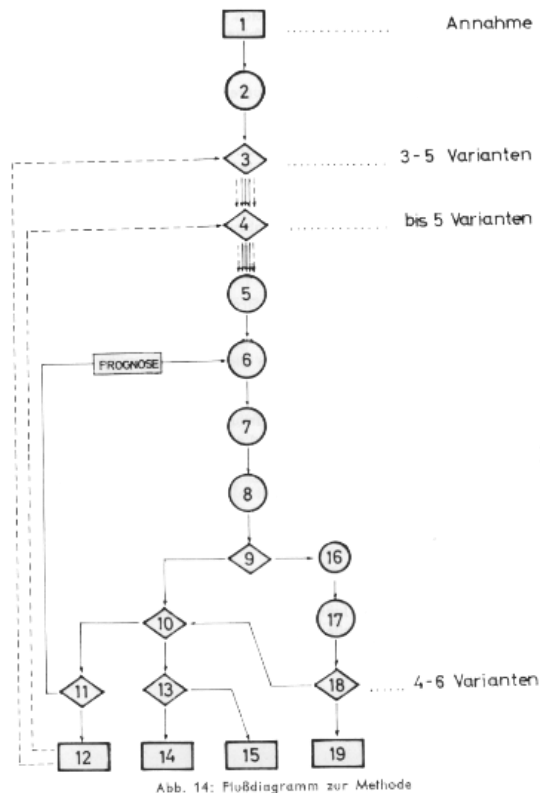 1 ............ Annahme
2
3 ............ 3-5 Varianten
4 ............ bis 5 Varianten
5
PROGNOSE 6
7
8
9 16
10 17
11 13 18 ..... 4-6 Varianten
12 14 15 19
Abb. 14: Flußdiagramm zur Methode